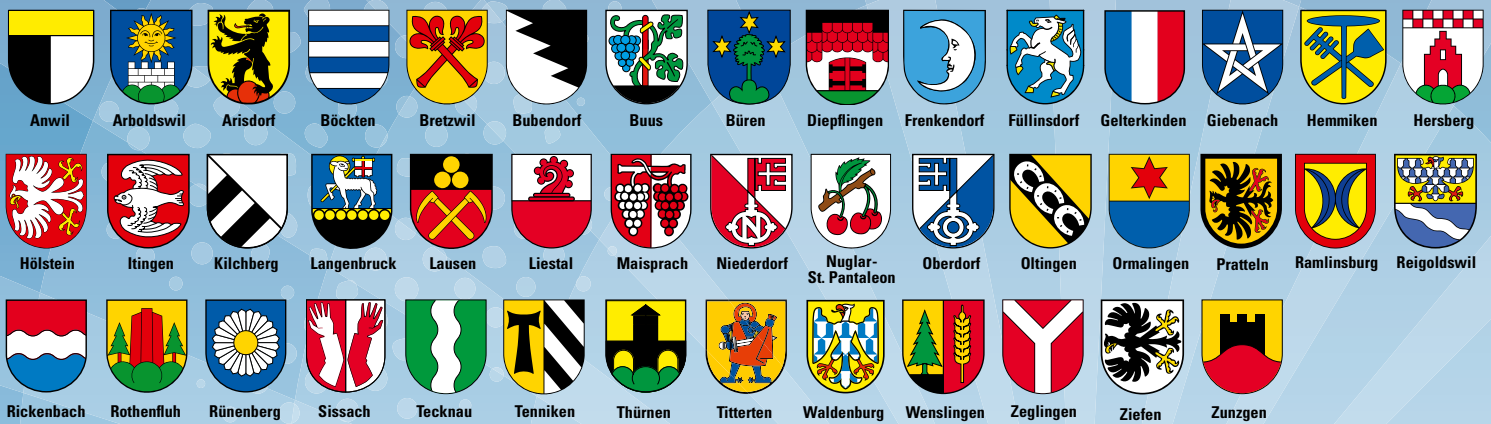 Anwil Arboldswil Arisdorf Böckten Bretzwil Bubendorf Buus Büren Diepflingen Frenkendorf Füllinsdorf Gelterkinden Giebenach Hemmiken Hersberg
Hölstein Itingen Kilchberg Langenbruck Lausen Liestal Maisprach Niederdorf Nuglar- Oberdorf Oltingen Ormalingen Pratteln Ramlinsburg Reigoldswil
St. Pantaleon
Rickenbach Rothenfluh Rünenberg Sissach Tecknau Tenniken Thürnen Titterten Waldenburg Wenslingen Zeglingen Ziefen Zunzgen